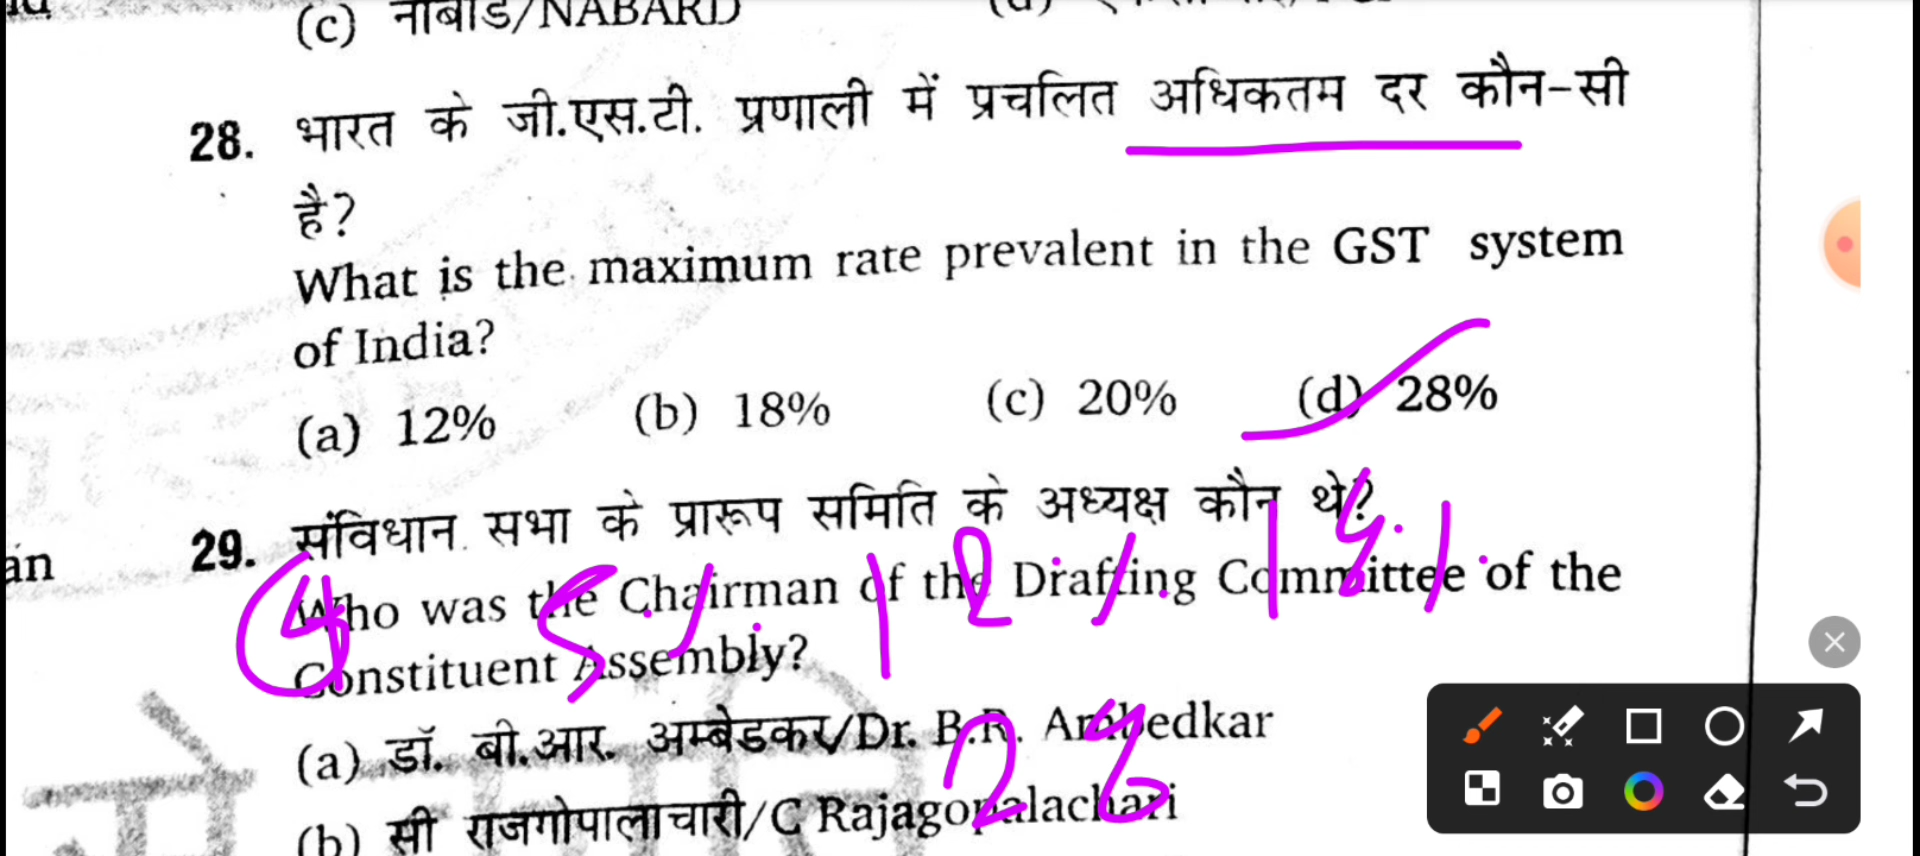 (c) नाबार्ड/NABARD
28. भारत के जी.एस.टी. प्रणाली में प्रचलित अधिकतम दर कौन-सी
है?
What is the maximum rate prevalent in the GST system
of India?
(a) 12% (b) 18% (c) 20% (d) 28%
29. संविधान सभा के प्रारूप समिति के अध्यक्ष कौन थे?
an Who was the Chairman of the Drafting Committee of the
4 5% 12% 18%
Constituent Assembly?
(a) डॉ. बी.आर. अम्बेडकर/Dr. B.R. Ambedkar
28
(b) सी राजगोपालाचारी/C Rajagopalachari